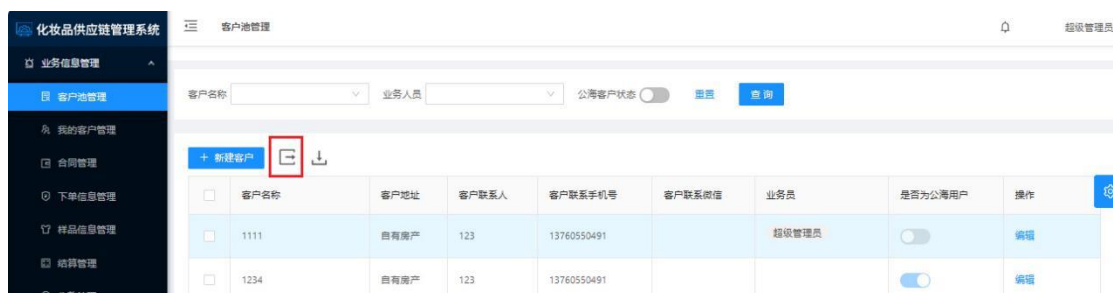 化妆品供应链管理系统
客户池管理
超级管理员
业务信息管理
客户池管理
客户名称
业务人员
公海客户状态
重置
查询
我的客户管理
合同管理
+ 新建客户
下单信息管理
客户名称 客户地址 客户联系人 客户联系手机号 客户联系微信 业务员 是否为公海用户 操作
样品信息管理
1111 自有房产 123 13760550491 超级管理员 编辑
结算管理
1234 自有房产 123 13760550491 编辑